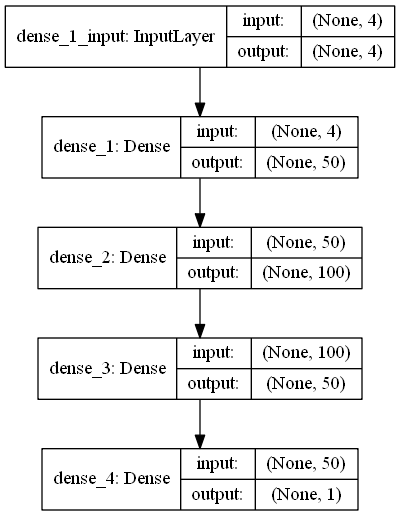 dense_1_input: InputLayer
input: (None, 4)
output: (None, 4)
dense_1: Dense
input: (None, 4)
output: (None, 50)
dense_2: Dense
input: (None, 50)
output: (None, 100)
dense_3: Dense
input: (None, 100)
output: (None, 50)
dense_4: Dense
input: (None, 50)
output: (None, 1)